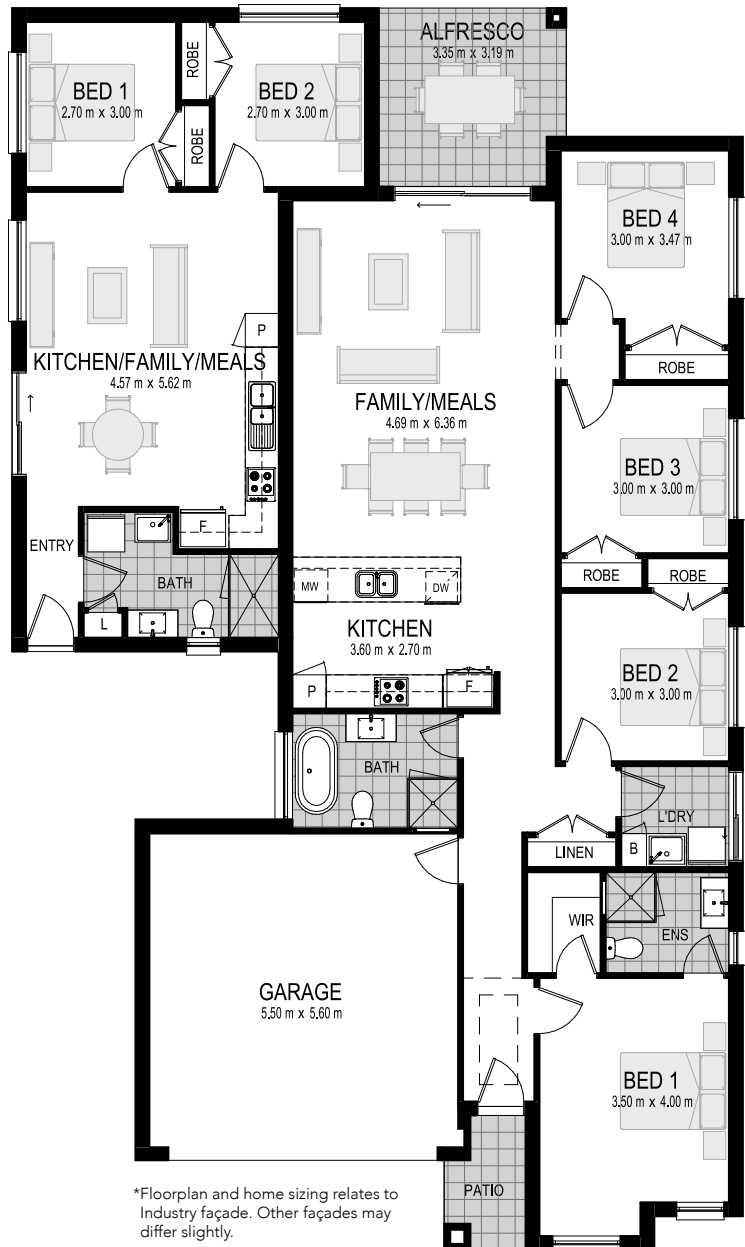 ALFRESCO
3.35 m x 3.19 m
ROBE
BED 1
2.70 m x 3.00 m
BED 2
2.70 m x 3.00 m
ROBE
BED 4
3.00 m x 3.47 m
P
KITCHEN/FAMILY/MEALS
4.57 m x 5.62 m
ROBE
FAMILY/MEALS
4.69 m x 6.36 m
BED 3
3.00 m x 3.00 m
F
ENTRY
BATH
L
MW
DW
ROBE
ROBE
KITCHEN
3.60 m x 2.70 m
BED 2
3.00 m x 3.00 m
P
F
BATH
L'DRY
B
LINEN
WIR
ENS
GARAGE
5.50 m x 5.60 m
BED 1
3.50 m x 4.00 m
PATIO
*Floorplan and home sizing relates to
Industry façade. Other façades may
differ slightly.